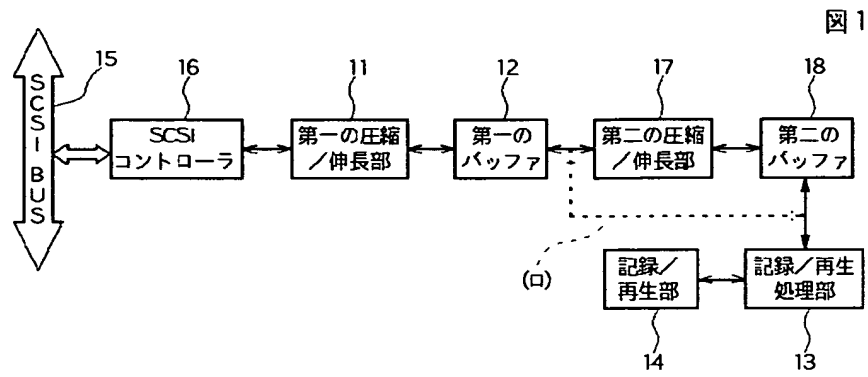 図1
15
16
11
12
17
18
SCSI BUS
SCSI
コントローラ
第一の圧縮
/伸長部
第一の
バッファ
第二の圧縮
/伸長部
第二の
バッファ
(ロ)
記録/
再生部
記録/再生
処理部
14
13